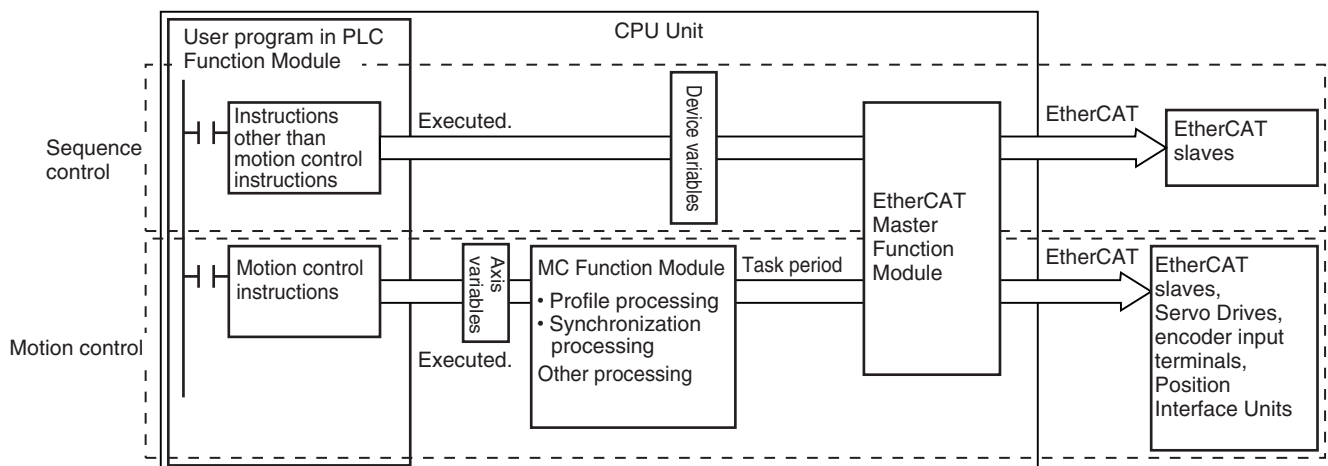 User program in PLC
Function Module
CPU Unit
Sequence
control
Instructions
other than
motion control
instructions
Executed.
Device variables
EtherCAT
Master
Function
Module
EtherCAT
EtherCAT
slaves
Motion control
Motion control
instructions
Axis
variables
Executed.
MC Function Module
• Profile processing
• Synchronization
processing
Other processing
Task period
EtherCAT
EtherCAT
slaves,
Servo Drives,
encoder input
terminals,
Position
Interface Units